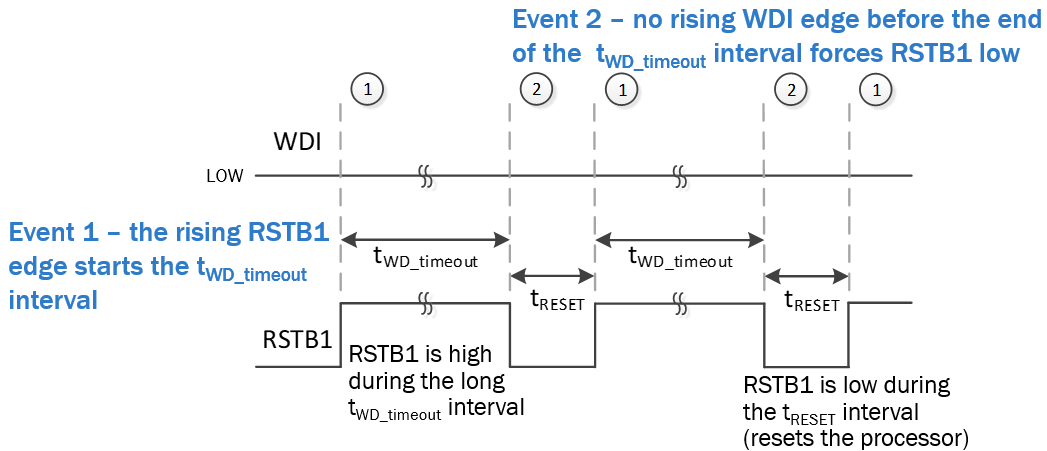 Event 2 – no rising WDI edge before the end
of the tWD_timeout interval forces RSTB1 low
1
2
1
2
1
WDI
LOW
Event 1 – the rising RSTB1
edge starts the tWD_timeout
interval
tWD_timeout
tWD_timeout
tRESET
tRESET
RSTB1
RSTB1 is high
during the long
tWD_timeout interval
RSTB1 is low during
the tRESET interval
(resets the processor)